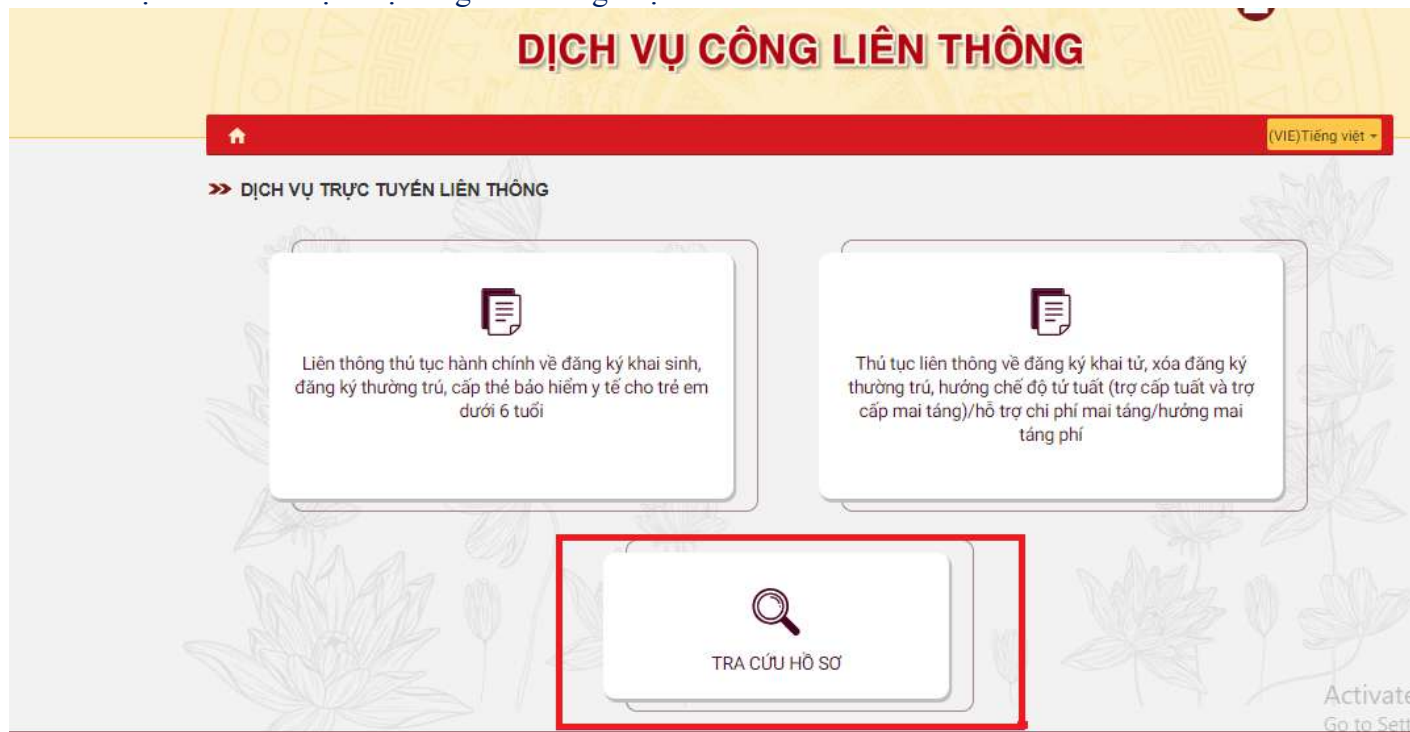 DỊCH VỤ CÔNG LIÊN THÔNG
(VIE)Tiếng việt
DỊCH VỤ TRỰC TUYẾN LIÊN THÔNG
Liên thông thủ tục hành chính về đăng ký khai sinh,
đăng ký thường trú, cấp thẻ bảo hiểm y tế cho trẻ em
dưới 6 tuổi
Thủ tục liên thông về đăng ký khai tử, xóa đăng ký
thường trú, hưởng chế độ tử tuất (trợ cấp tuất và trợ
cấp mai táng)/hỗ trợ chi phí mai táng/hưởng mai
táng phí
TRA CỨU HỒ SƠ
Activate
Go to Sett